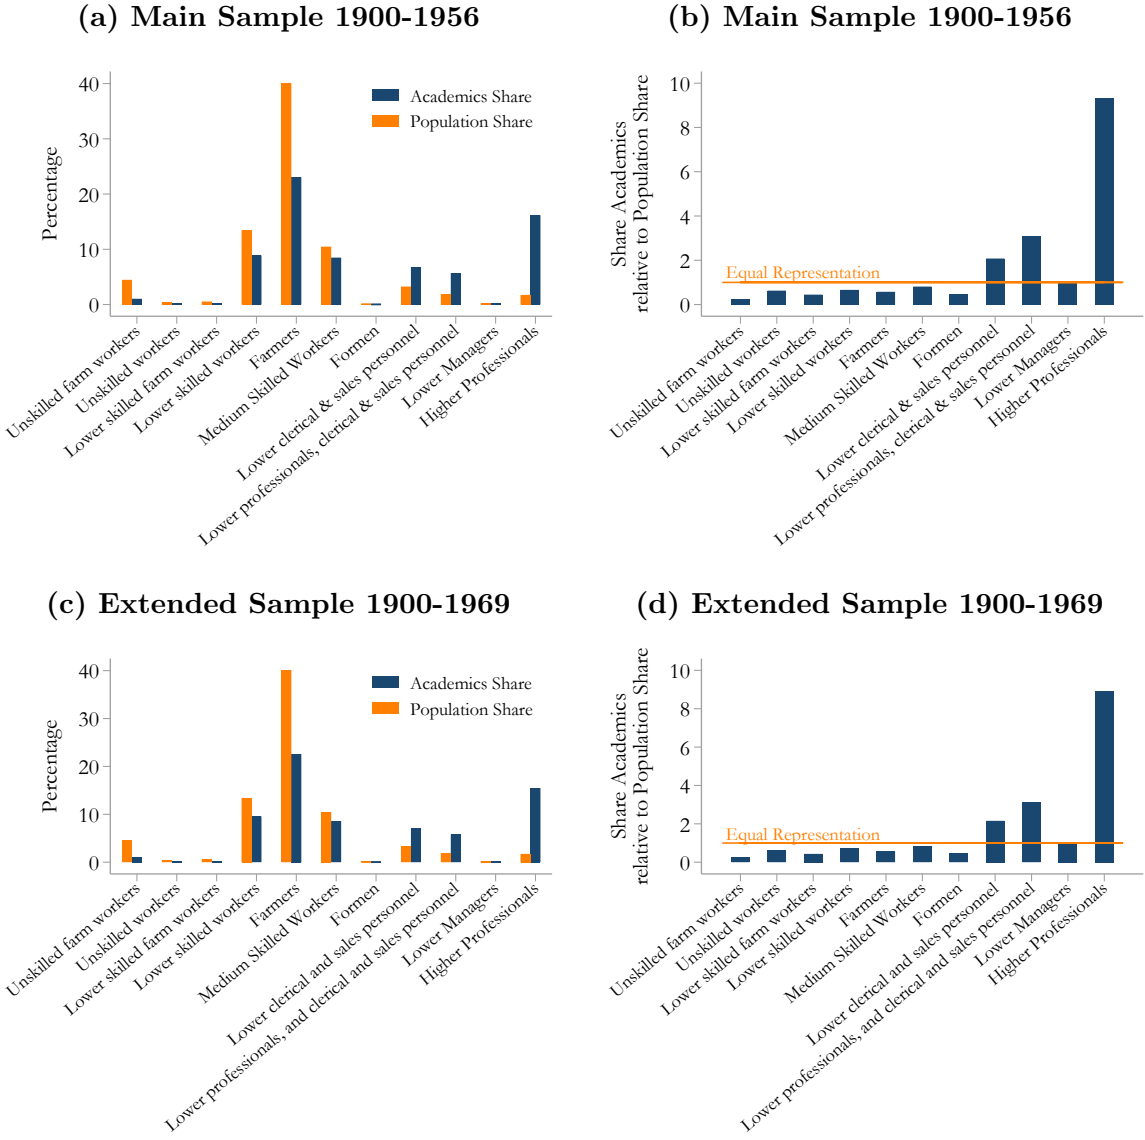 (a) Main Sample 1900-1956
Percentage
40
30
20
10
0
Academics Share
Population Share
Unskilled farm workers
Unskilled workers
Lower skilled farm workers
Lower skilled workers
Farmers
Medium Skilled Workers
Formen
Lower clerical & sales personnel
Lower professionals, clerical & sales personnel
Lower Managers
Higher Professionals
(b) Main Sample 1900-1956
Share Academics
relative to Population Share
10
8
6
4
2
0
Equal Representation
Unskilled farm workers
Unskilled workers
Lower skilled farm workers
Lower skilled workers
Farmers
Medium Skilled Workers
Formen
Lower clerical & sales personnel
Lower professionals, clerical & sales personnel
Lower Managers
Higher Professionals
(c) Extended Sample 1900-1969
Percentage
40
30
20
10
0
Academics Share
Population Share
Unskilled farm workers
Unskilled workers
Lower skilled farm workers
Lower skilled workers
Farmers
Medium Skilled Workers
Formen
Lower clerical and sales personnel
Lower professionals, and clerical and sales personnel
Lower Managers
Higher Professionals
(d) Extended Sample 1900-1969
Share Academics
relative to Population Share
10
8
6
4
2
0
Equal Representation
Unskilled farm workers
Unskilled workers
Lower skilled farm workers
Lower skilled workers
Farmers
Medium Skilled Workers
Formen
Lower clerical and sales personnel
Lower professionals, and clerical and sales personnel
Lower Managers
Higher Professionals